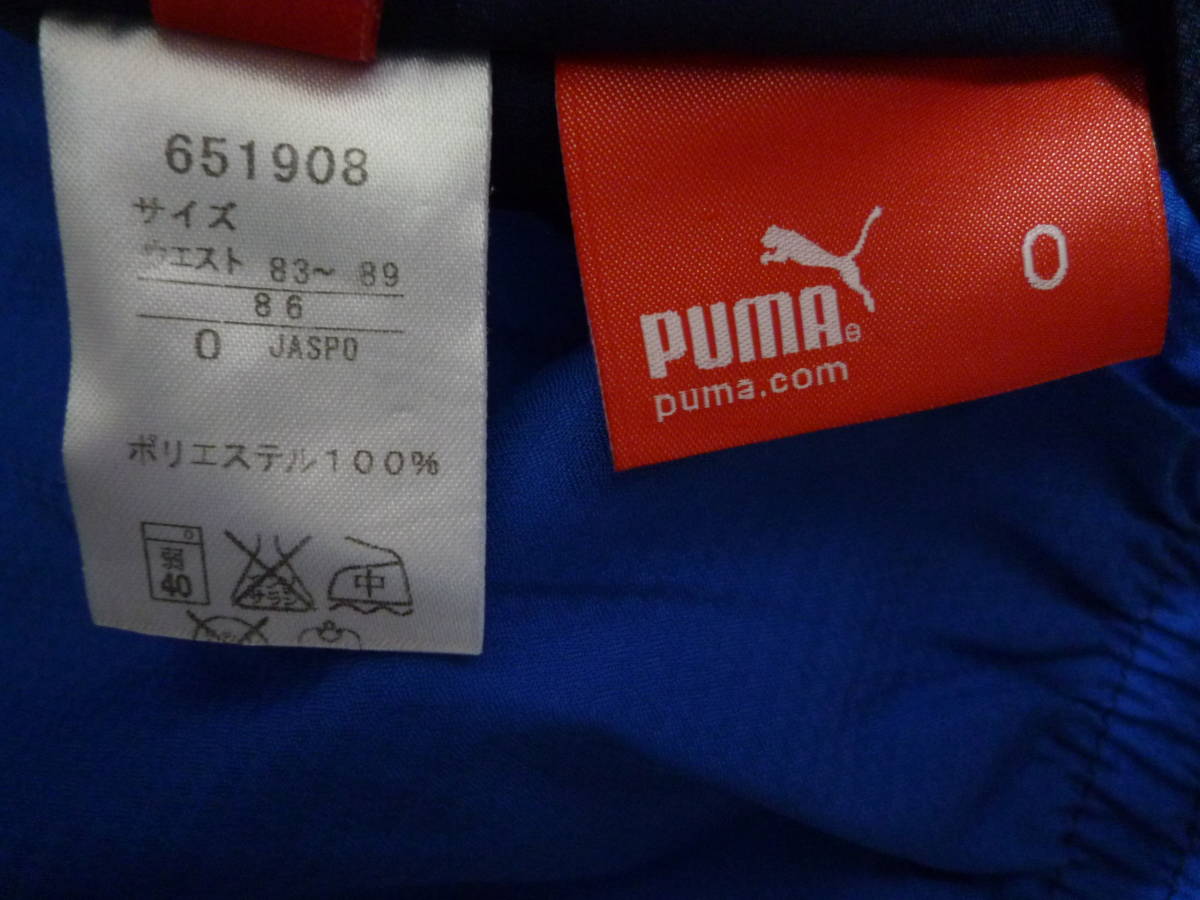 651908
サイズ
ウエスト 83〜 89
86
O JASPO
ポリエステル100%
40
中
PUMA®
puma.com
O